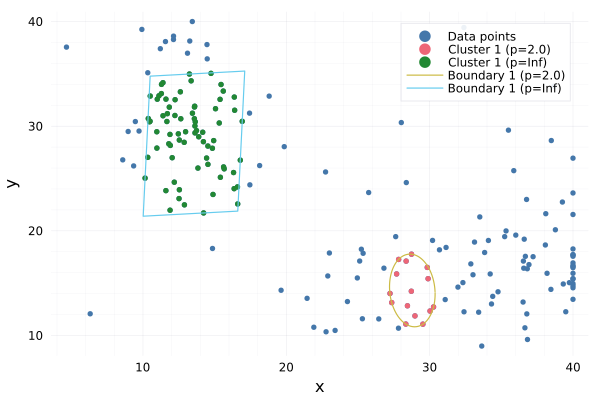 40
30
20
10
y
10
20
30
40
x
Data points
Cluster 1 (p=2.0)
Cluster 1 (p=Inf)
Boundary 1 (p=2.0)
Boundary 1 (p=Inf)